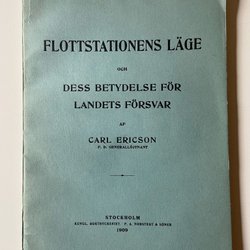 FLOTTSTATIONENS LÄGE
OCH
DESS BETYDELSE FÖR
LANDETS FÖRSVAR
AF
CARL ERICSON
F. D. GENERALLÖJTNANT
STOCKHOLM
KUNGL. BOKTRYCKERIET. P. A. NORSTEDT & SÖNER
1909